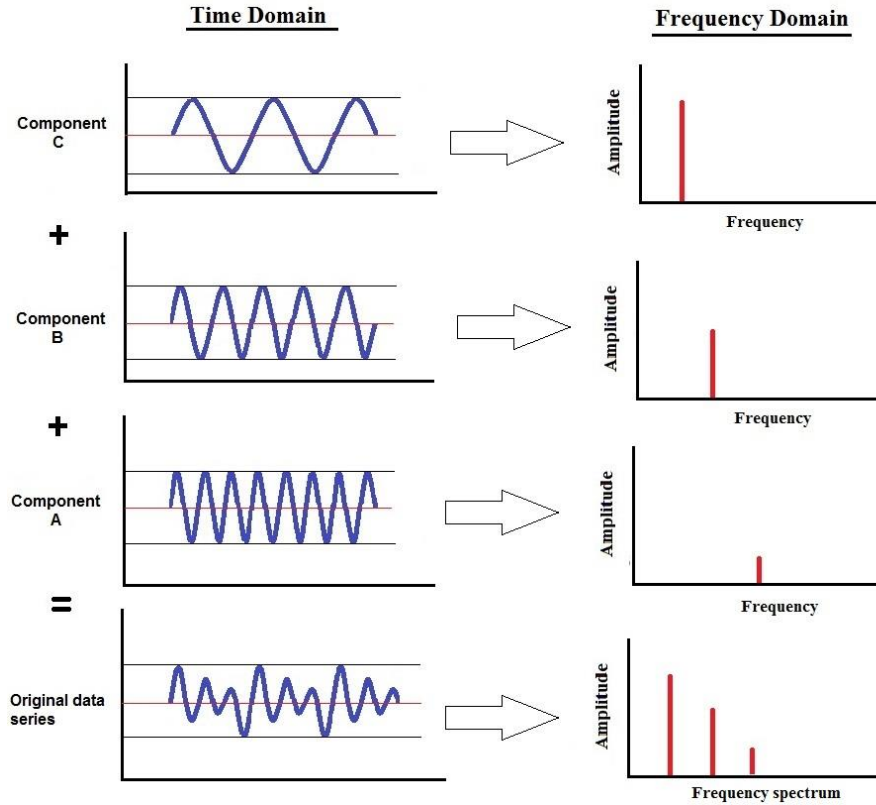 Time Domain
Frequency Domain
Component
C
Amplitude
Frequency
+
Component
B
Amplitude
Frequency
+
Component
A
Amplitude
Frequency
=
Original data
series
Amplitude
Frequency spectrum